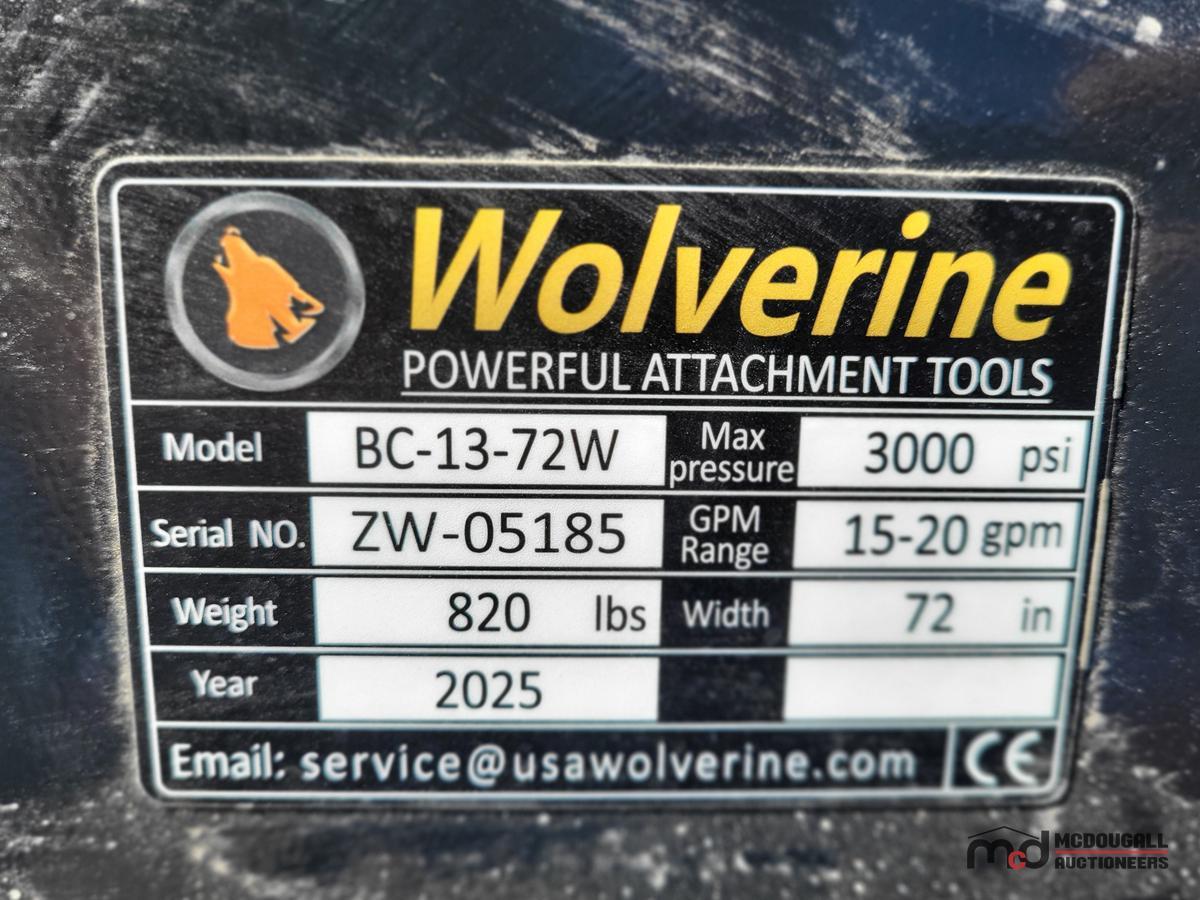 Wolverine
POWERFUL ATTACHMENT TOOLS
Model BC-13-72W Max pressure 3000 psi
Serial NO. ZW-05185 GPM Range 15-20 gpm
Weight 820 lbs Width 72 in
Year 2025
Email: service@usawolverine.com CE
mcd MCDOUGALL
AUCTIONEERS